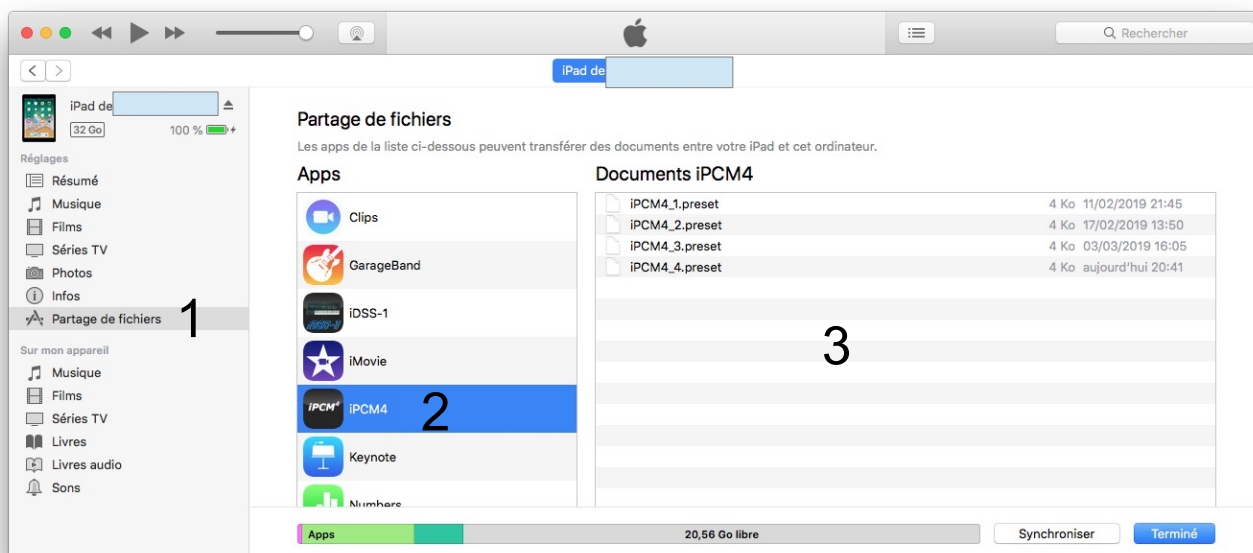 Rechercher
iPad de
iPad de
32 Go 100 %
Réglages
Résumé
Musique
Films
Séries TV
Photos
Infos
Partage de fichiers
1
Sur mon appareil
Musique
Films
Séries TV
Livres
Livres audio
Sons
Partage de fichiers
Les apps de la liste ci-dessous peuvent transférer des documents entre votre iPad et cet ordinateur.
Apps
Clips
GarageBand
iDSS-1
iMovie
iPCM4 iPCM4
2
Keynote
Numbers
Documents iPCM4
iPCM4_1.preset 4 Ko 11/02/2019 21:45
iPCM4_2.preset 4 Ko 17/02/2019 13:50
iPCM4_3.preset 4 Ko 03/03/2019 16:05
iPCM4_4.preset 4 Ko aujourd'hui 20:41
3
Apps 20,56 Go libre
Synchroniser Terminé